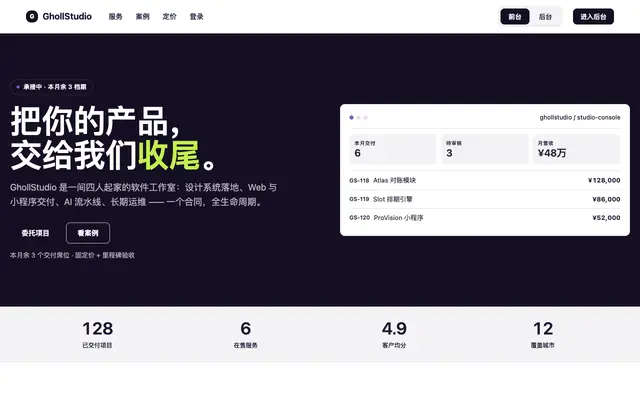 G GhollStudio 服务 案例 定价 登录 前台 后台 进入后台
承接中 · 本月余 3 档期
把你的产品，
交给我们收尾。
GhollStudio 是一间四人起家的软件工作室：设计系统落地、Web 与
小程序交付、AI 流水线、长期运维 —— 一个合同，全生命周期。
委托项目 看案例
本月余 3 个交付席位 · 固定价 + 里程碑验收
ghollstudio / studio-console
本月交付 待审核 月营收
6 3 ¥48万
GS-118 Atlas 对账模块 ¥128,000
GS-119 Slot 排期引擎 ¥86,000
GS-120 ProVision 小程序 ¥52,000
128 6 4.9 12
已交付项目 在售服务 客户均分 覆盖城市